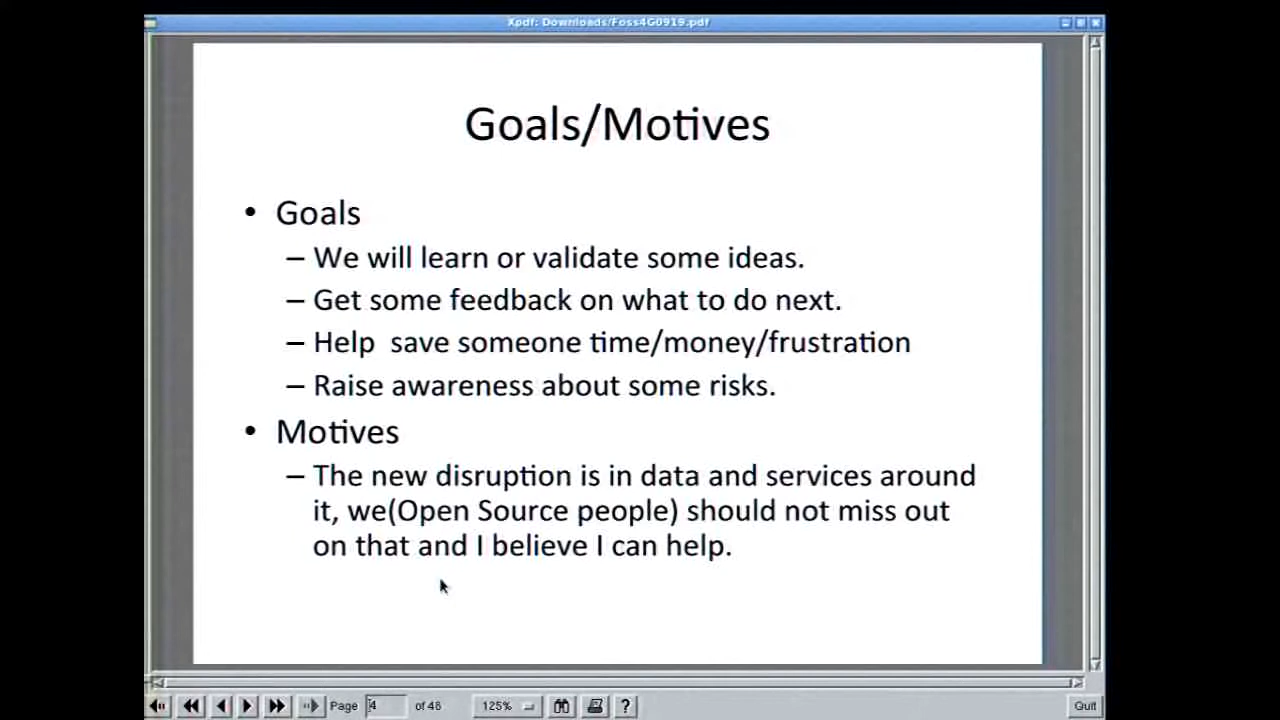 Xpdf: Downloads/Foss4G0919.pdf
Goals/Motives
• Goals
– We will learn or validate some ideas.
– Get some feedback on what to do next.
– Help  save someone time/money/frustration
– Raise awareness about some risks.
• Motives
– The new disruption is in data and services around
it, we(Open Source people) should not miss out
on that and I believe I can help.
Page 4 of 48 125% ? Quit